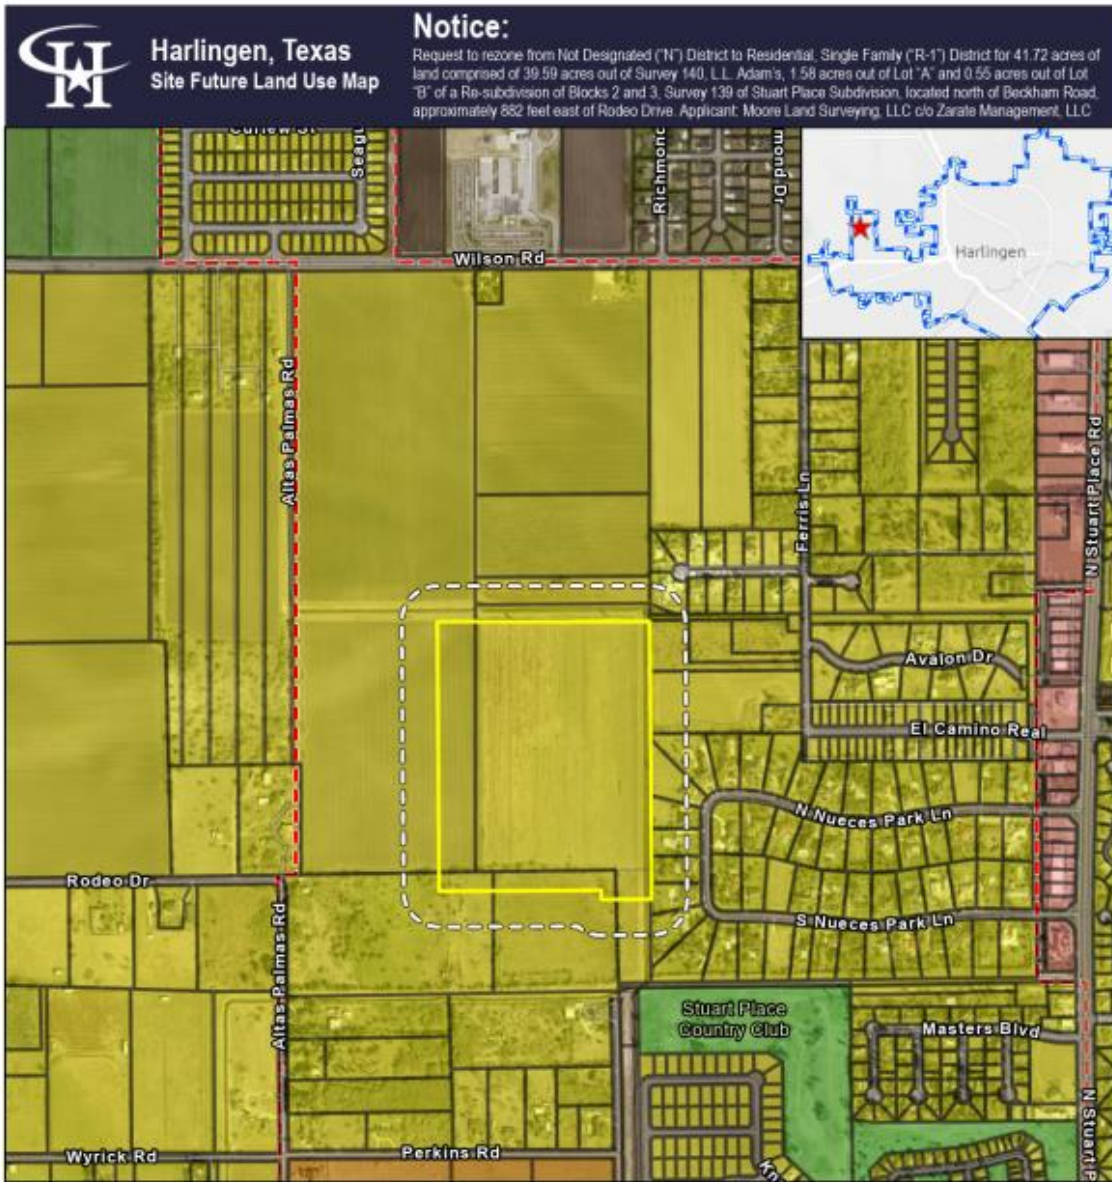 Harlingen, Texas
Site Future Land Use Map
Notice:
Request to rezone from Not Designated ("N") District to Residential, Single Family ("R-1") District for 41.72 acres of
land comprised of 39.59 acres out of Survey 140, L.L. Adam's, 1.58 acres out of Lot "A" and 0.55 acres out of Lot
"B" of a Re-subdivision of Blocks 2 and 3, Survey 139 of Stuart Place Subdivision, located north of Beckham Road,
approximately 882 feet east of Rodeo Drive. Applicant: Moore Land Surveying, LLC c/o Zarate Management, LLC
Curlew St
Seagu
Richmond
mond Dr
Harlingen
Wilson Rd
Altas Palmas Rd
Ferris Ln
N Stuart Place Rd
Avalon Dr
El Camino Real
N Nueces Park Ln
Rodeo Dr
S Nueces Park Ln
Altas Palmas Rd
Stuart Place
Country Club
Masters Blvd
Wyrick Rd
Perkins Rd
Kn
N Stuart P